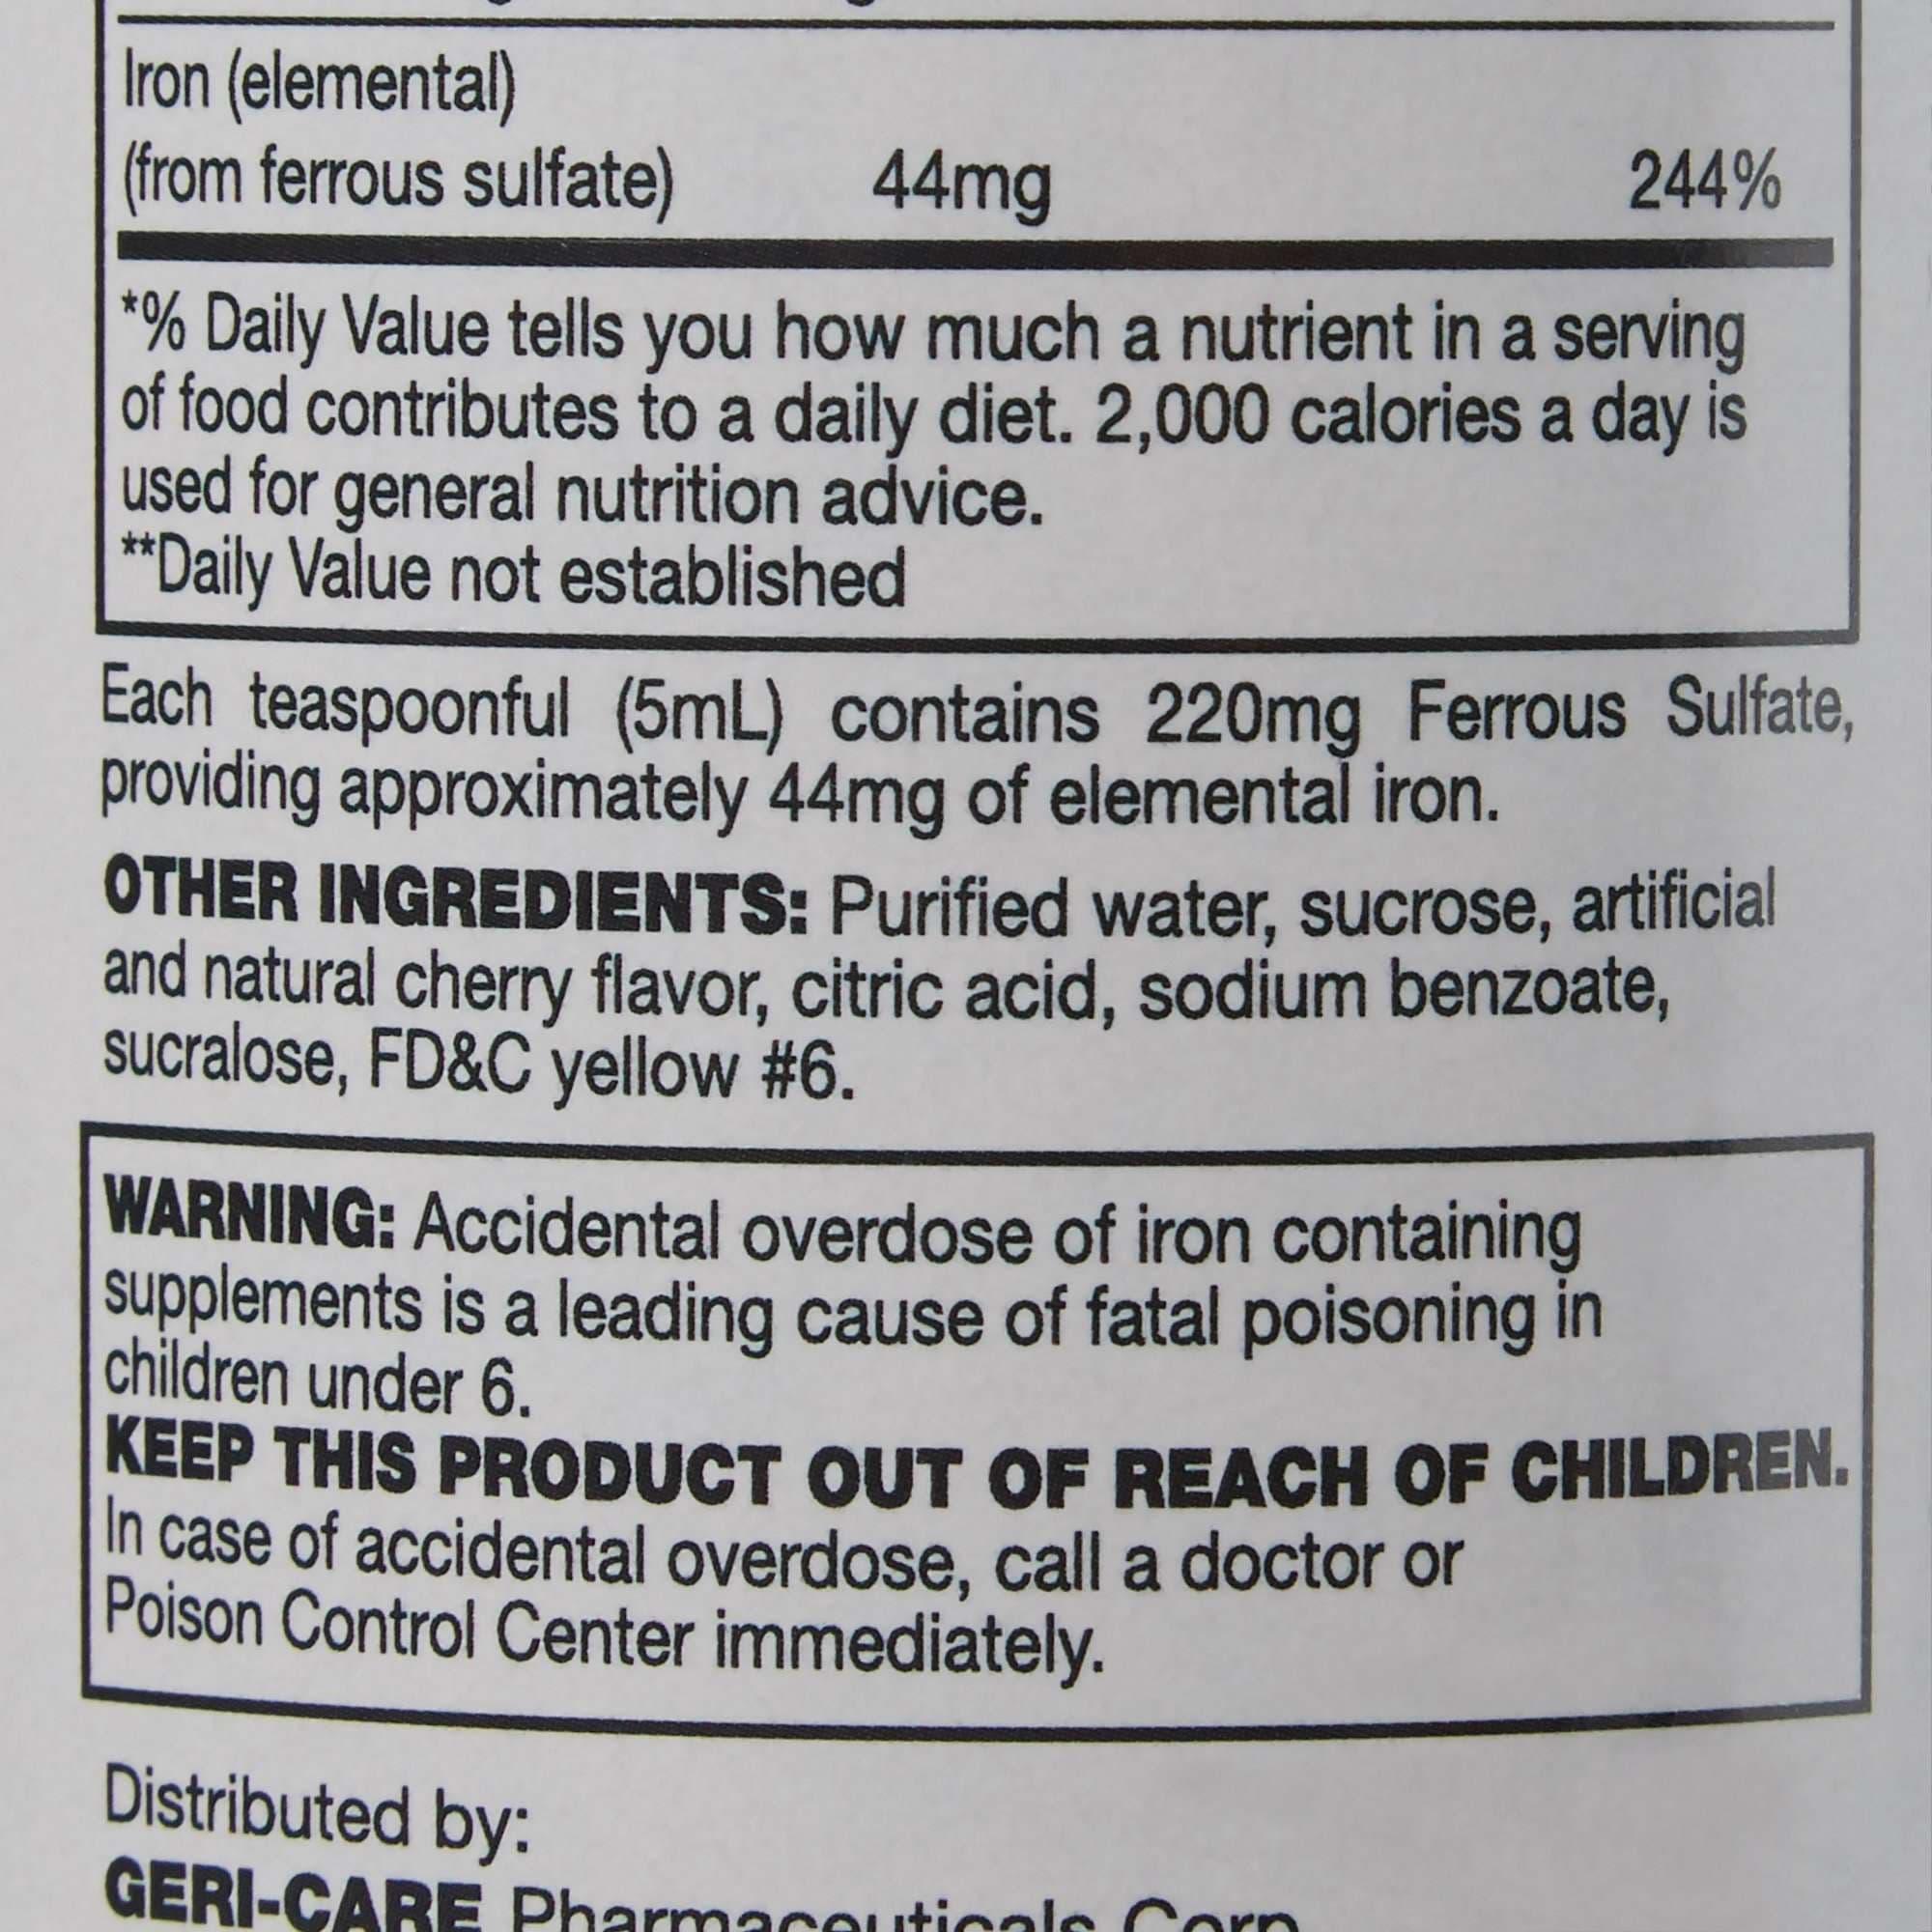 Iron (elemental)
(from ferrous sulfate) 44mg 244%
*% Daily Value tells you how much a nutrient in a serving
of food contributes to a daily diet. 2,000 calories a day is
used for general nutrition advice.
**Daily Value not established
Each teaspoonful (5mL) contains 220mg Ferrous Sulfate,
providing approximately 44mg of elemental iron.
OTHER INGREDIENTS: Purified water, sucrose, artificial
and natural cherry flavor, citric acid, sodium benzoate,
sucralose, FD&C yellow #6.
WARNING: Accidental overdose of iron containing
supplements is a leading cause of fatal poisoning in
children under 6.
KEEP THIS PRODUCT OUT OF REACH OF CHILDREN.
In case of accidental overdose, call a doctor or
Poison Control Center immediately.
Distributed by:
GERI-CARE Pharmaceuticals Corp